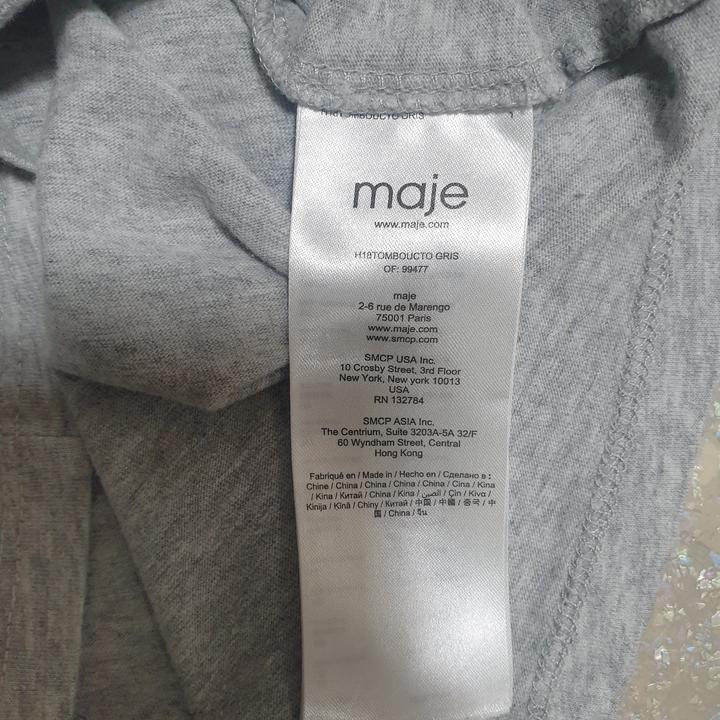 TOMBOUCTO GRIS
maje
www.maje.com
H18TOMBOUCTO GRIS
OF: 99477
maje
2-6 rue de Marengo
75001 Paris
www.maje.com
www.smcp.com
SMCP USA Inc.
10 Crosby Street, 3rd Floor
New York, New york 10013
USA
RN 132784
SMCP ASIA Inc.
The Centrium, Suite 3203A-5A 32/F
60 Wyndham Street, Central
Hong Kong
Fabriqué en / Made in / Hecho en / Сделано в :
Chine / China / China / China / China / Cina / Kina
/ Kina / Китай / China / Kina / الصين / Çin / Κίνα /
Kinija / Kīnā / Chiny / Китай / 中国 / 中國 / 중국 / 中
国 / China / จีน